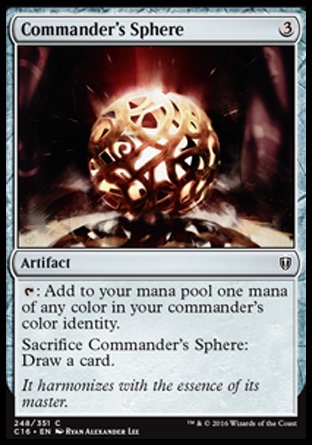 Commander's Sphere 3
Artifact
: Add to your mana pool one mana
of any color in your commander's
color identity.
Sacrifice Commander's Sphere:
Draw a card.
It harmonizes with the essence of its
master.
248/351 C
C16 • EN Ryan Alexander Lee
™ & © 2016 Wizards of the Coast